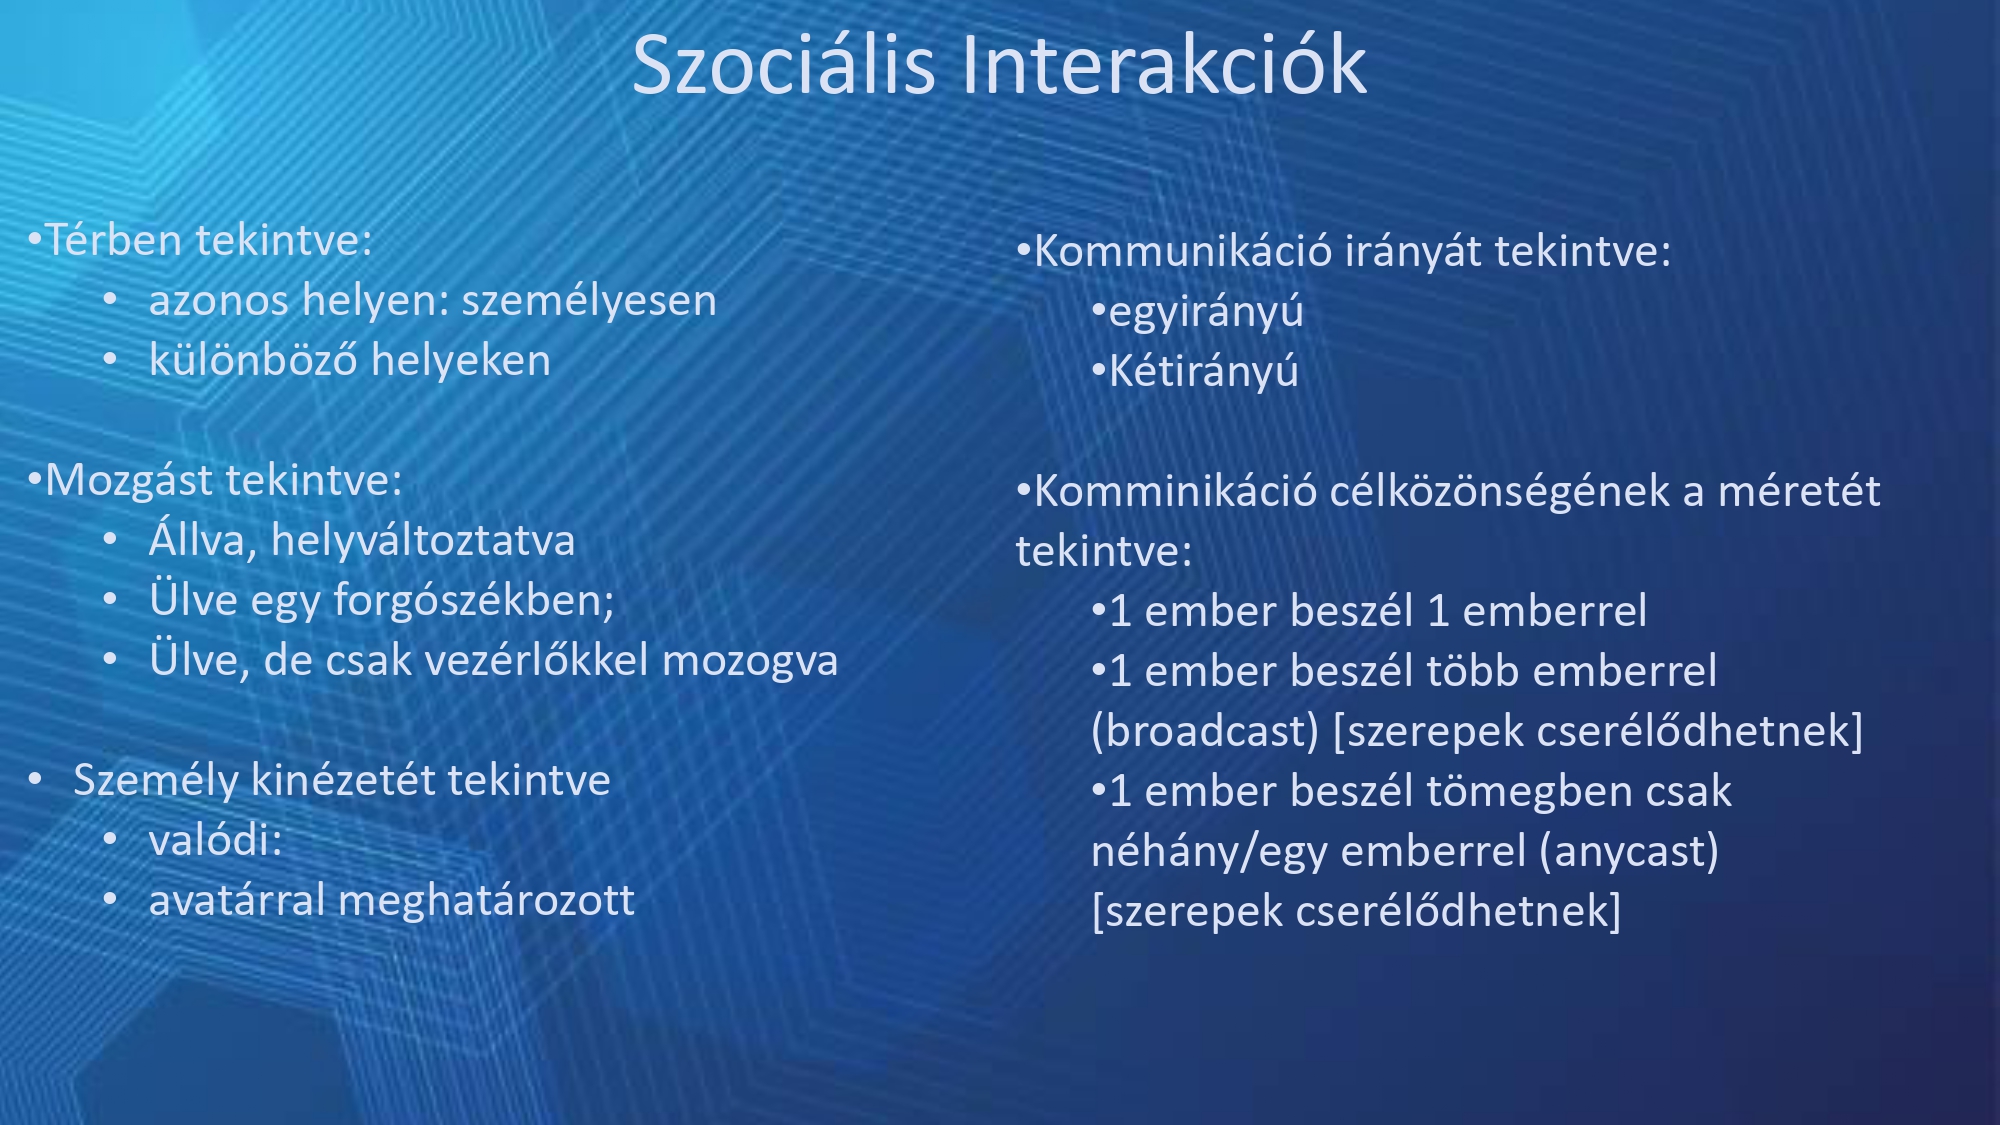 Szociális Interakciók
•Térben tekintve:
• azonos helyen: személyesen
• különböző helyeken
•Mozgást tekintve:
• Állva, helyváltoztatva
• Ülve egy forgószékben;
• Ülve, de csak vezérlőkkel mozogva
• Személy kinézetét tekintve
• valódi:
• avatárral meghatározott
•Kommunikáció irányát tekintve:
•egyirányú
•Kétirányú
•Komminikáció célközönségének a méretét
tekintve:
•1 ember beszél 1 emberrel
•1 ember beszél több emberrel
(broadcast) [szerepek cserélődhetnek]
•1 ember beszél tömegben csak
néhány/egy emberrel (anycast)
[szerepek cserélődhetnek]